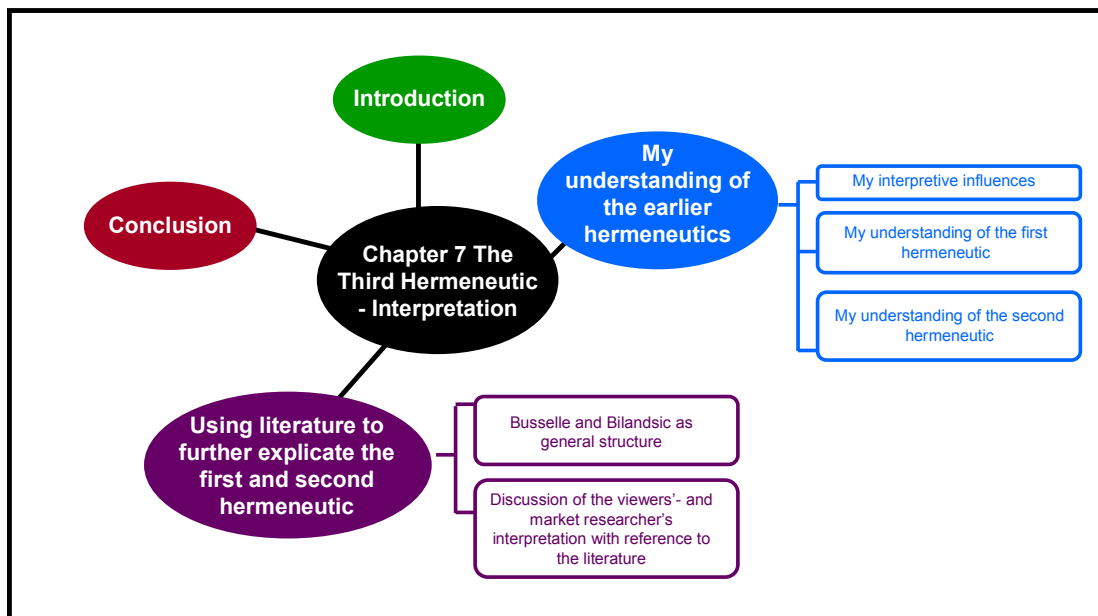 Introduction
My
understanding of
the earlier
hermeneutics
My interpretive influences
My understanding of the first
hermeneutic
My understanding of the second
hermeneutic
Conclusion
Chapter 7 The
Third Hermeneutic
- Interpretation
Using literature to
further explicate the
first and second
hermeneutic
Busselle and Bilandsic as
general structure
Discussion of the viewers’- and
market researcher’s
interpretation with reference to
the literature